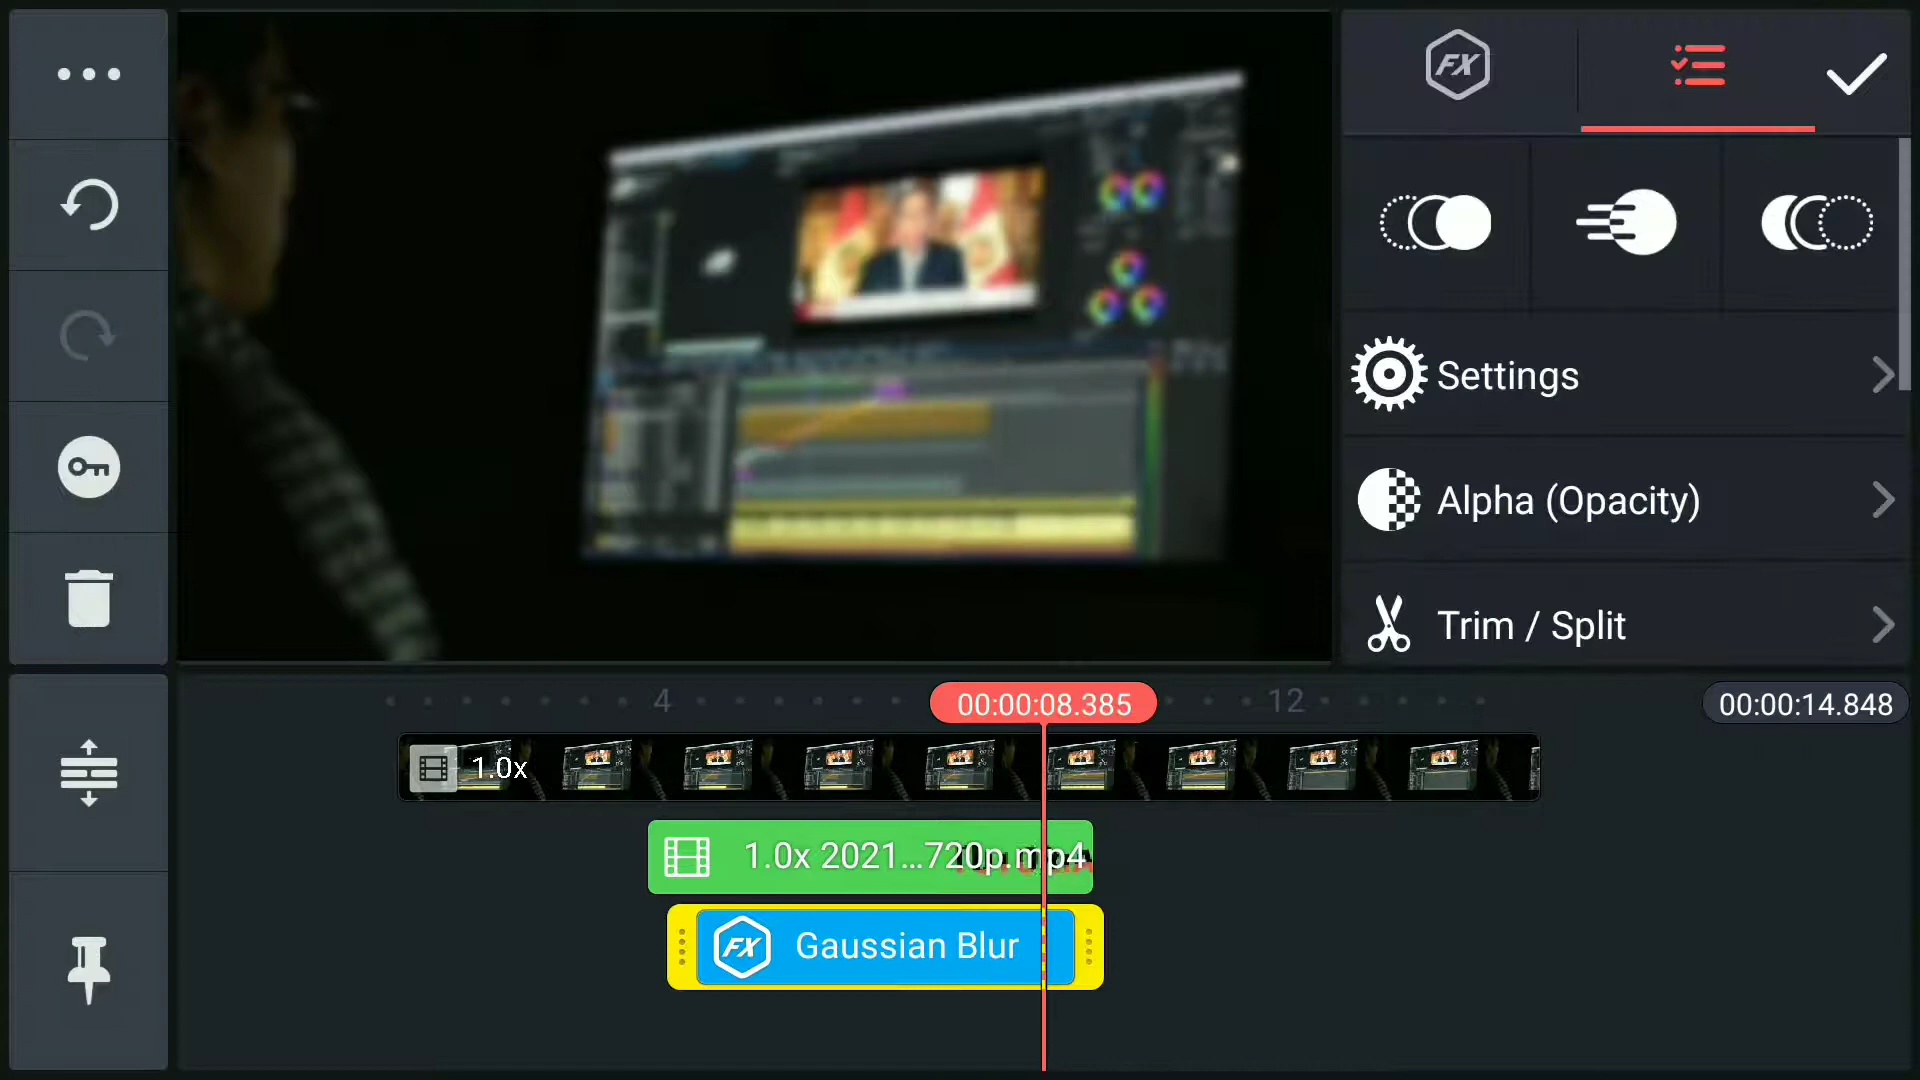 FX
Settings
Alpha (Opacity)
Trim / Split
4
00:00:08.385
12
00:00:14.848
1.0x
1.0x 2021...720p.mp4
FX Gaussian Blur